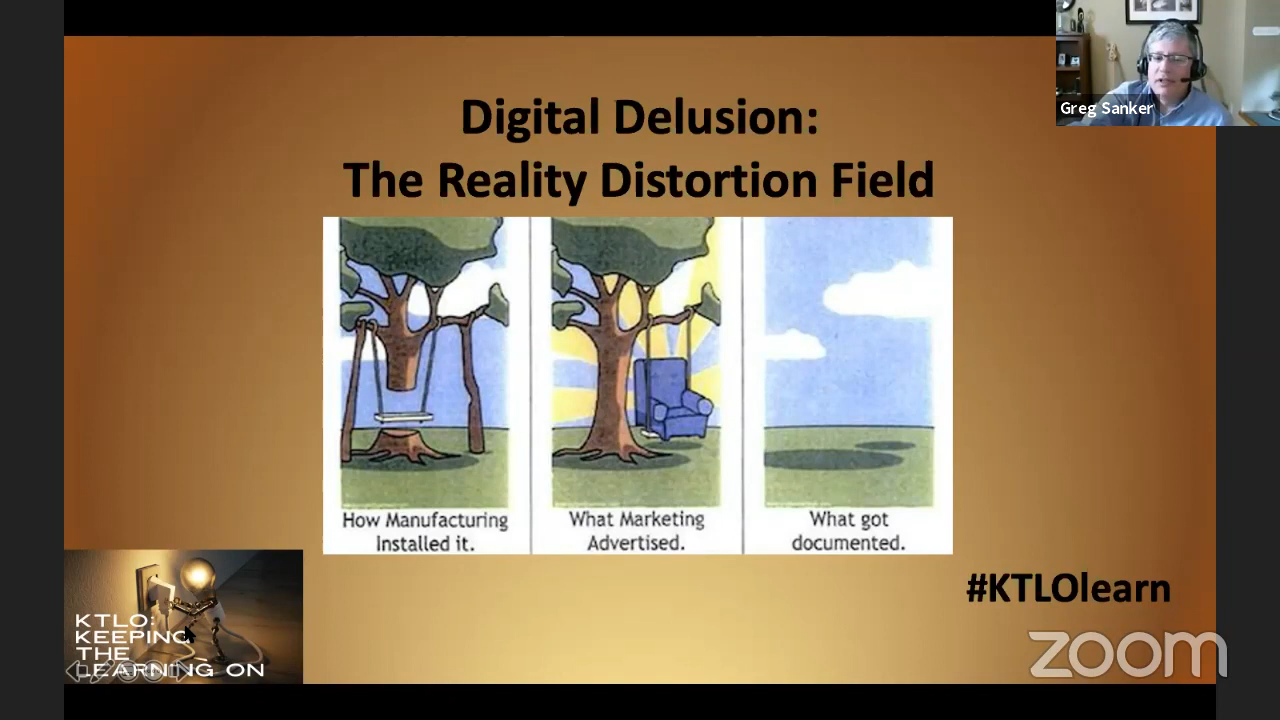 Greg Sanker
Digital Delusion:
The Reality Distortion Field
How Manufacturing
Installed it.
What Marketing
Advertised.
What got
documented.
#KTLOlearn
KTLO:
KEEPING
THE
LEARNING ON
zoom